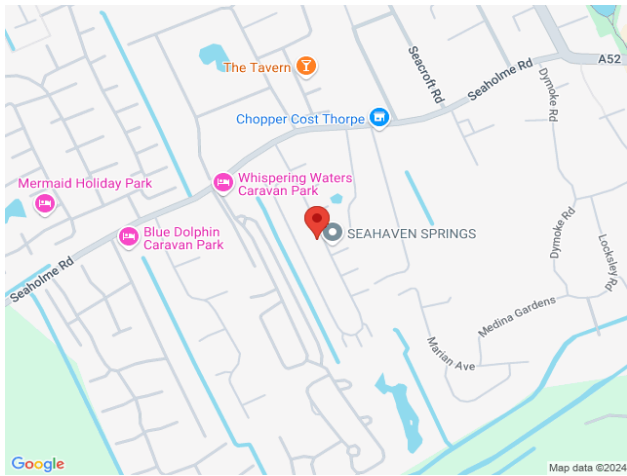 The Tavern
Seacroft Rd
Seaholme Rd
A52
Dymoke Rd
Chopper Cost Thorpe
Mermaid Holiday Park
Whispering Waters
Caravan Park
Blue Dolphin
Caravan Park
SEAHAVEN SPRINGS
Dymoke Rd
Locksley Rd
Seaholme Rd
Medina Gardens
Marian Ave
Google
Map data ©2024